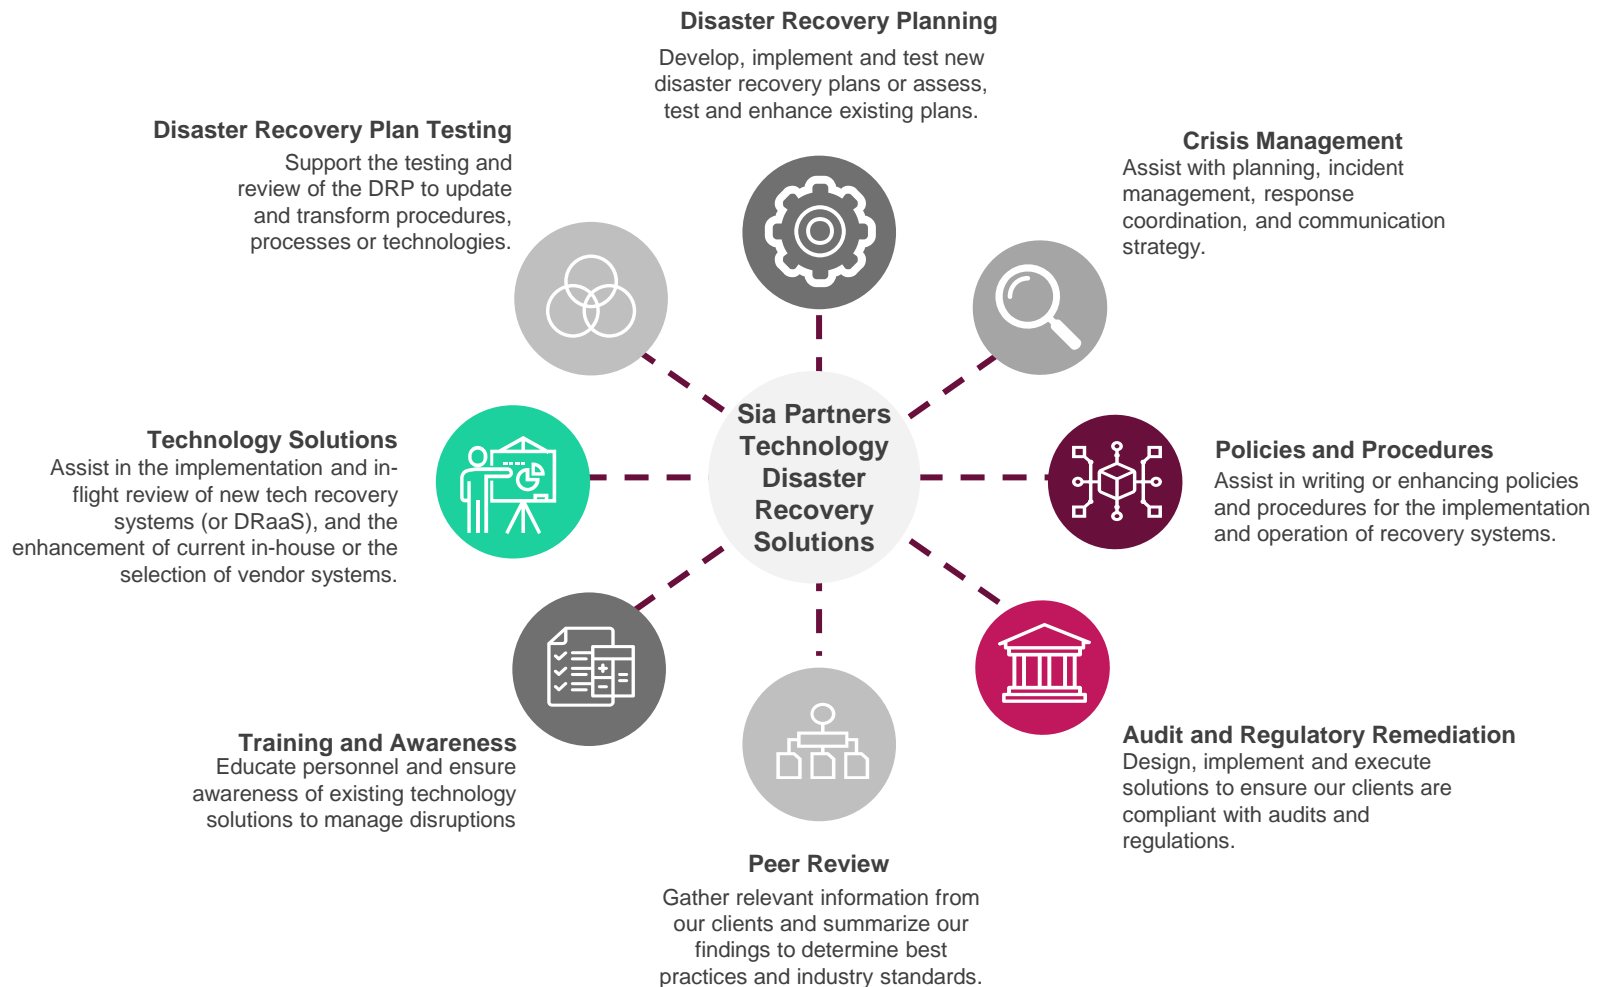 Disaster Recovery Planning
Develop, implement and test new
disaster recovery plans or assess,
test and enhance existing plans.
Disaster Recovery Plan Testing
Support the testing and
review of the DRP to update
and transform procedures,
processes or technologies.
Crisis Management
Assist with planning, incident
management, response
coordination, and communication
strategy.
Sia Partners
Technology
Disaster
Recovery
Solutions
Technology Solutions
Assist in the implementation and in-
flight review of new tech recovery
systems (or DRaaS), and the
enhancement of current in-house or the
selection of vendor systems.
Policies and Procedures
Assist in writing or enhancing policies
and procedures for the implementation
and operation of recovery systems.
Training and Awareness
Educate personnel and ensure
awareness of existing technology
solutions to manage disruptions
Audit and Regulatory Remediation
Design, implement and execute
solutions to ensure our clients are
compliant with audits and
regulations.
Peer Review
Gather relevant information from
our clients and summarize our
findings to determine best
practices and industry standards.